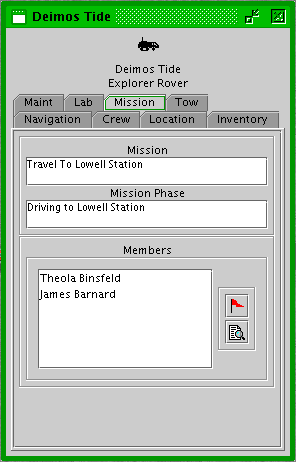 Deimos Tide
Deimos Tide
Explorer Rover
Maint Lab Mission Tow
Navigation Crew Location Inventory
Mission
Travel To Lowell Station
Mission Phase
Driving to Lowell Station
Members
Theola Binsfeld
James Barnard